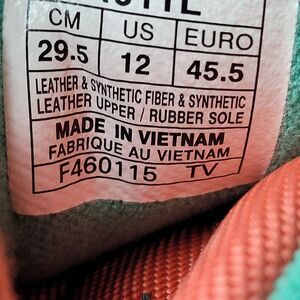 CM US EURO
29.5 12 45.5
LEATHER & SYNTHETIC FIBER & SYNTHETIC
LEATHER UPPER / RUBBER SOLE
MADE IN VIETNAM
FABRIQUE AU VIETNAM
F460115 TV